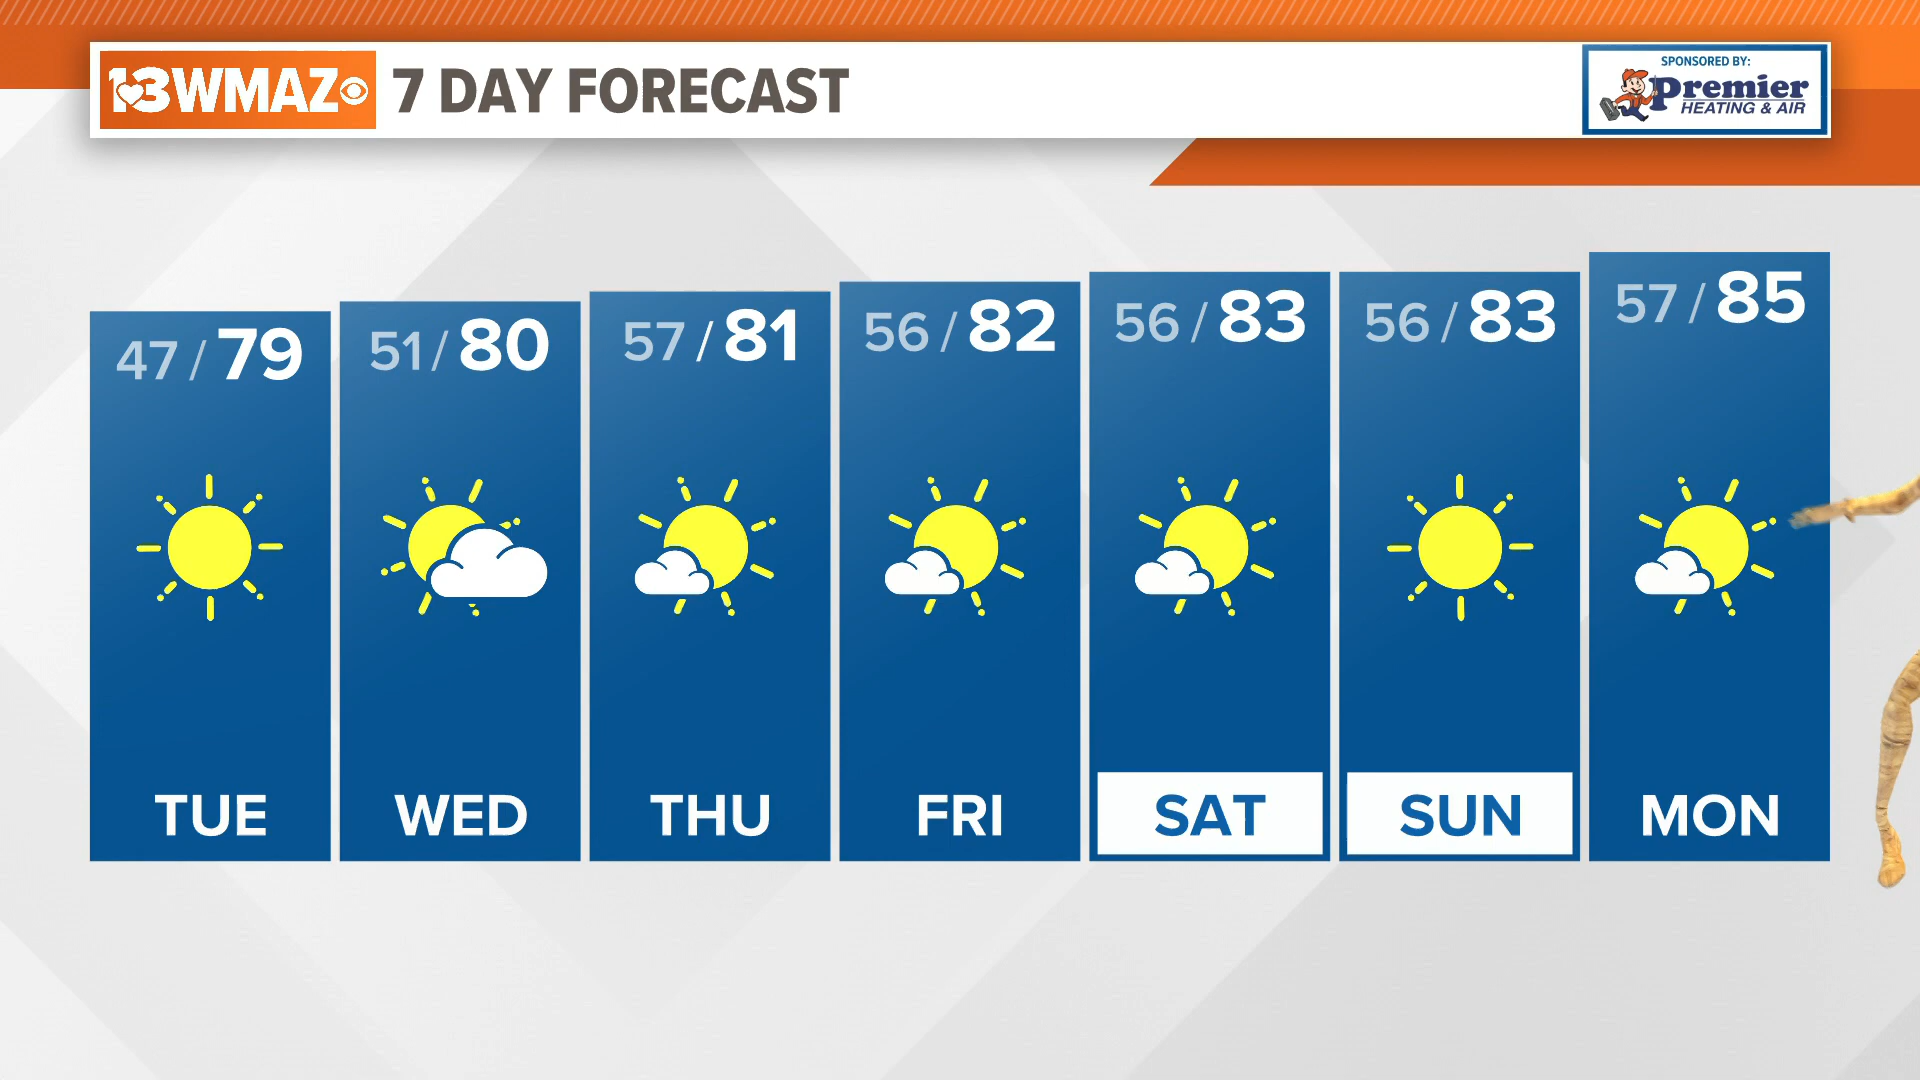 13WMAZ 7 DAY FORECAST
SPONSORED BY:
Premier
HEATING & AIR
47 / 79
51 / 80
57 / 81
56 / 82
56 / 83
56 / 83
57 / 85
TUE
WED
THU
FRI
SAT
SUN
MON